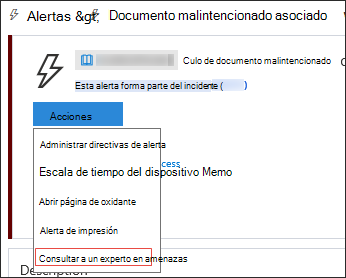 Alertas &gt; Documento malintencionado asociado
Culo de documento malintencionado
Esta alerta forma parte del incidente (
Acciones
Administrar directivas de alerta
cess
Escala de tiempo del dispositivo Memo
Abrir página de oxidante
Alerta de impresión
Consultar a un experto en amenazas
Description